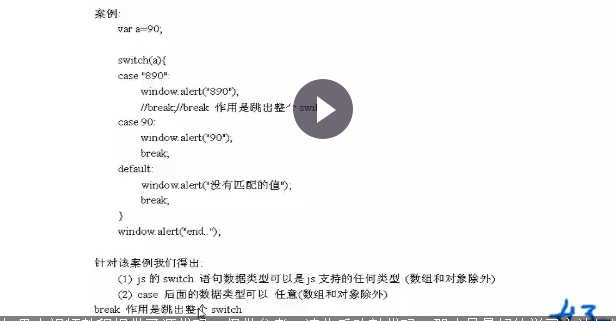 案例:
var a=90;
switch(a){
case "890":
window.alert("890");
//break;//break 作用是跳出整个
case 90:
window.alert("90");
break;
default:
window.alert("没有匹配的值");
break;
}
window.alert("end..");
针对该案例我们得出:
(1) js的 switch 语句数据类型可以是js支持的任何类型 (数组和对象除外)
(2) case 后面的数据类型可以 任意(数组和对象除外)
break 作用是跳出整个 switch